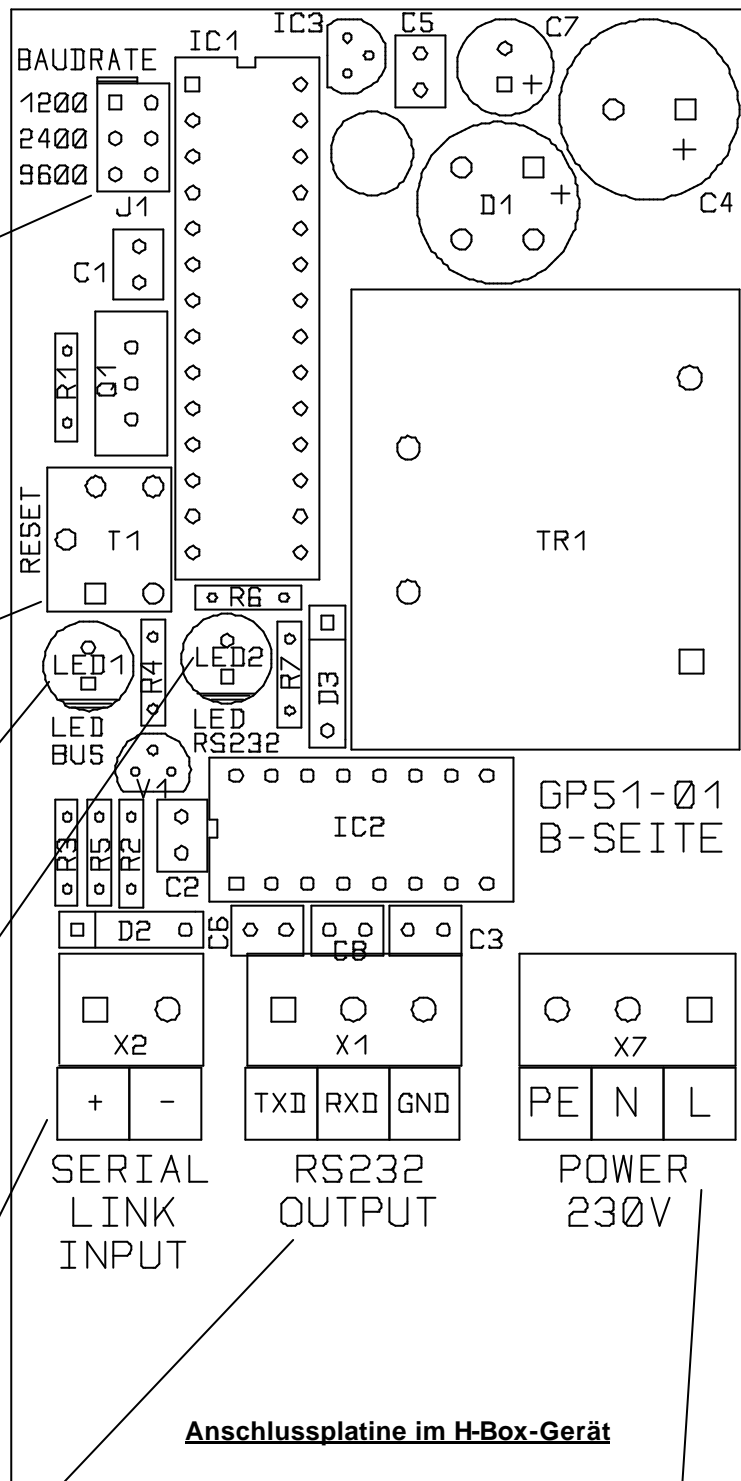 IC3
C5
C7
IC1
BAUDRATE
1200
2400
9600
J1
+
+
+
D1
C4
C1
R1
Q1
RESET
T1
TR1
R6
LED1
R4
LED2
R7
D3
LED
BUS
LED
RS232
V1
GP51-01
B-SEITE
IC2
R3
R5
R2
C2
D2
C6
C8
C3
X2
X1
X7
+ -
TXD RXD GND
PE N L
SERIAL
LINK
INPUT
RS232
OUTPUT
POWER
230V
Anschlussplatine im H-Box-Gerät